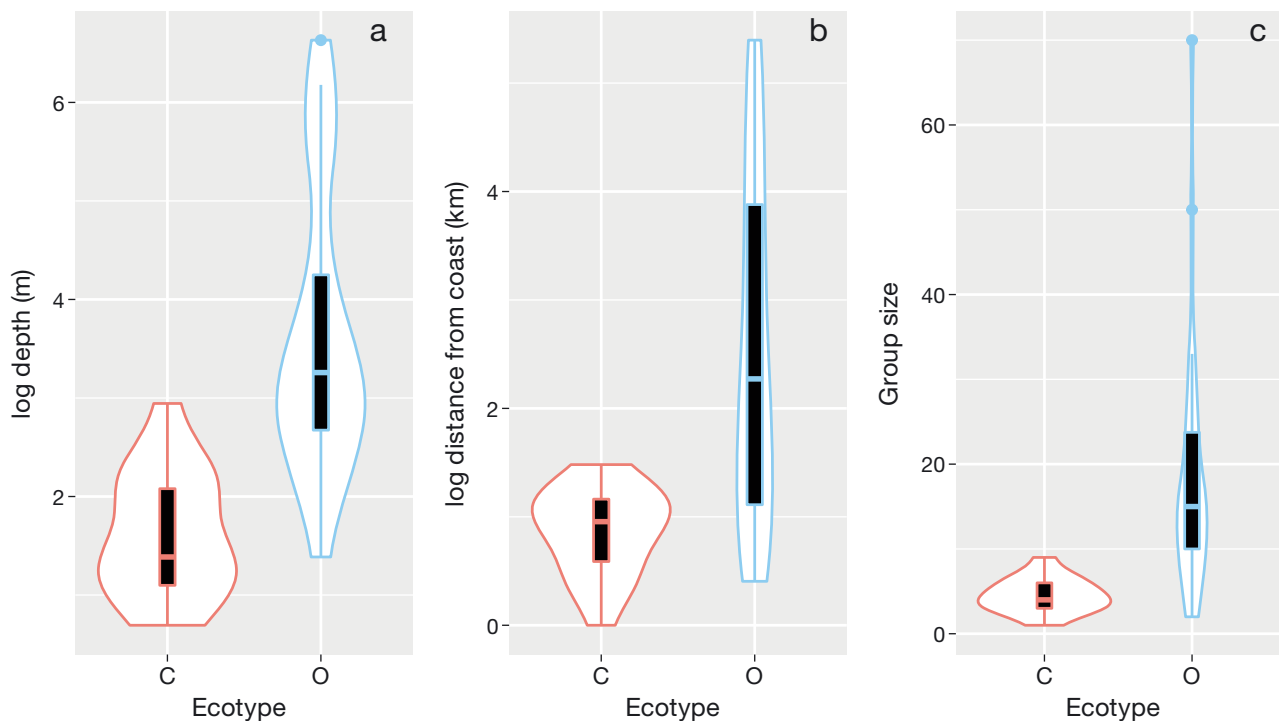 a
log depth (m)
6
4
2
C
O
Ecotype
b
log distance from coast (km)
4
2
0
C
O
Ecotype
c
Group size
60
40
20
0
C
O
Ecotype